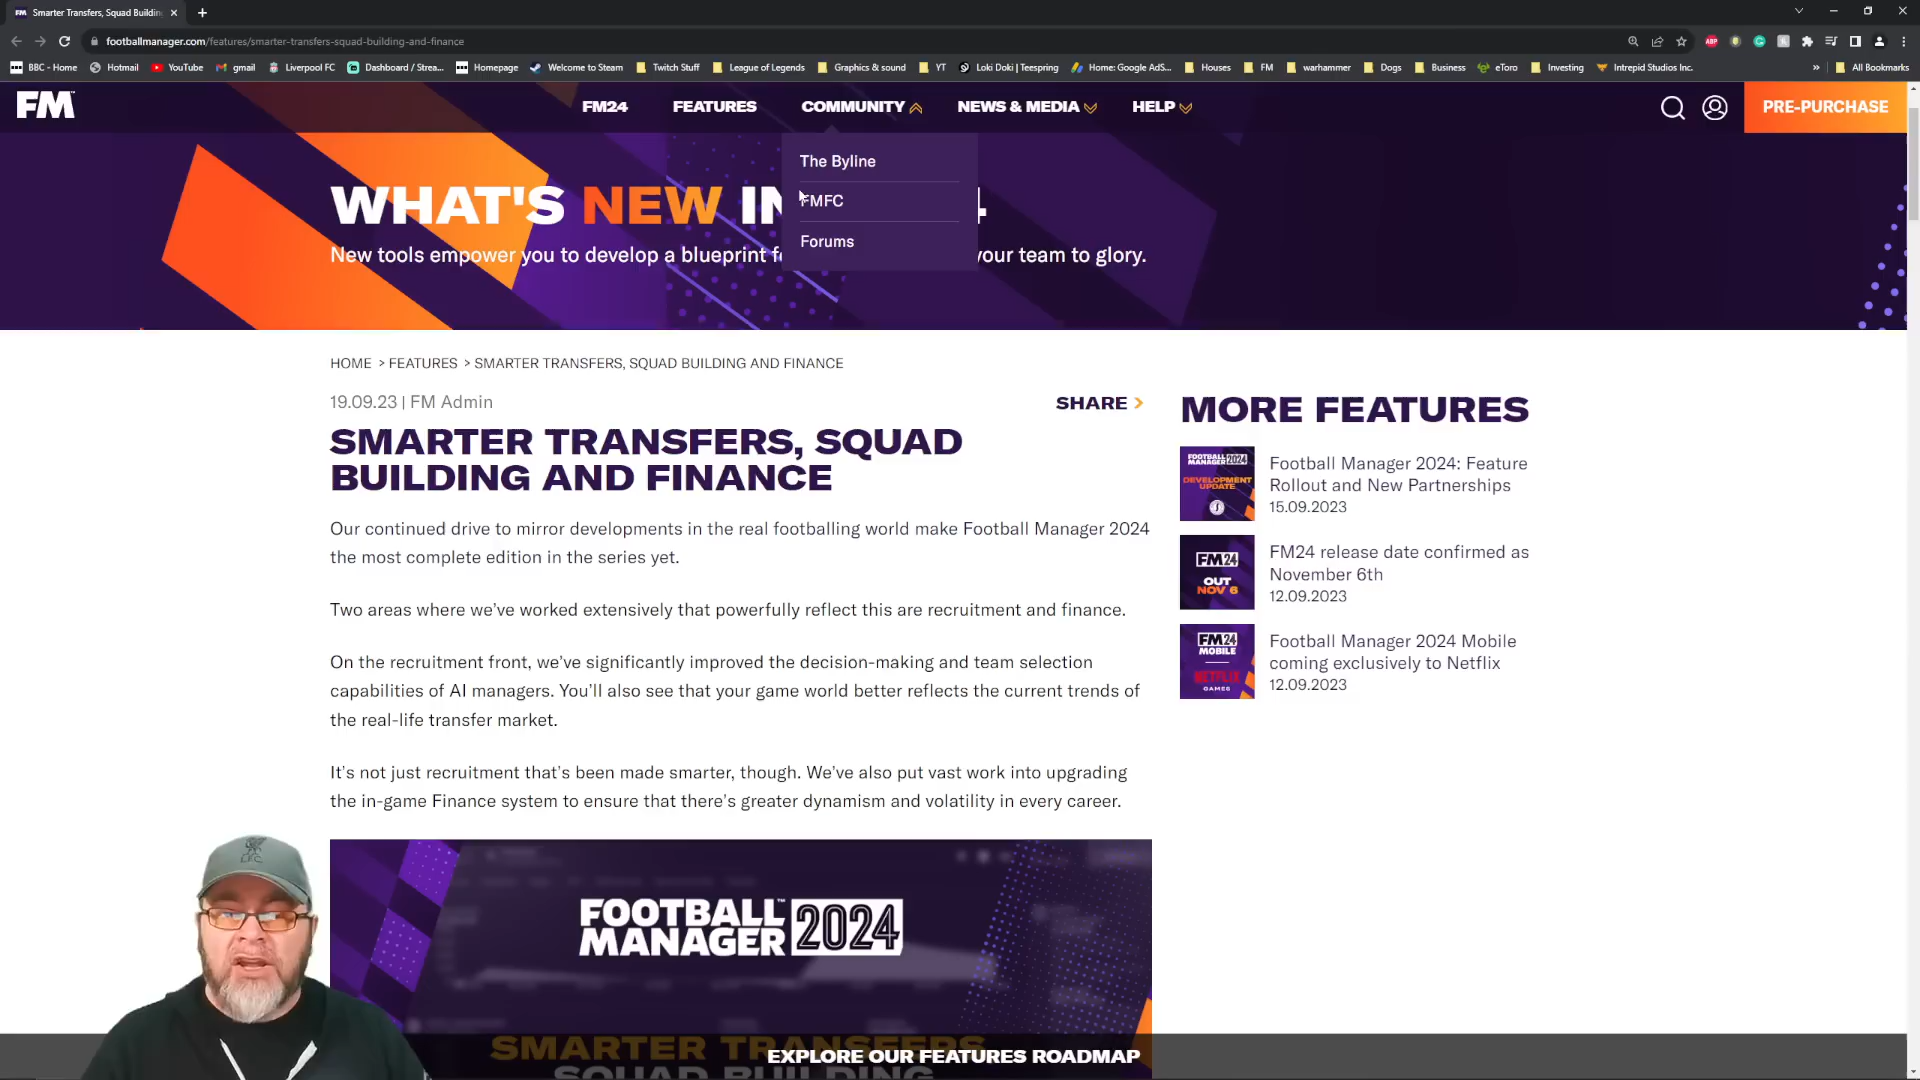 FM Smarter Transfers, Squad Buildin
footballmanager.com/features/smarter-transfers-squad-building-and-finance
ABP
BBC - Home
Hotmail
YouTube
gmail
Liverpool FC
Dashboard / Strea...
Homepage
Welcome to Steam
Twitch Stuff
League of Legends
Graphics & sound
YT
Loki Doki | Teespring
Home: Google AdS...
Houses
FM
warhammer
Dogs
Business
eToro
Investing
Intrepid Studios Inc.
»
All Bookmarks
FM
FM24
FEATURES
COMMUNITY
NEWS & MEDIA
HELP
PRE-PURCHASE
The Byline
FMFC
Forums
WHAT'S NEW IN 4
New tools empower you to develop a blueprint f your team to glory.
HOME > FEATURES > SMARTER TRANSFERS, SQUAD BUILDING AND FINANCE
19.09.23 | FM Admin
SHARE >
SMARTER TRANSFERS, SQUAD
BUILDING AND FINANCE
Our continued drive to mirror developments in the real footballing world make Football Manager 2024
the most complete edition in the series yet.
Two areas where we've worked extensively that powerfully reflect this are recruitment and finance.
On the recruitment front, we've significantly improved the decision-making and team selection
capabilities of AI managers. You'll also see that your game world better reflects the current trends of
the real-life transfer market.
It's not just recruitment that's been made smarter, though. We've also put vast work into upgrading
the in-game Finance system to ensure that there's greater dynamism and volatility in every career.
FOOTBALL
MANAGER 2024
SMARTER TRANSFERS
SQUAD BUILDING
EXPLORE OUR FEATURES ROADMAP
MORE FEATURES
FOOTBALL
MANAGER 2024
DEVELOPMENT
UPDATE
Football Manager 2024: Feature
Rollout and New Partnerships
15.09.2023
FM24
OUT
NOV 6
FM24 release date confirmed as
November 6th
12.09.2023
FM24
MOBILE
NETFLIX
GAMES
Football Manager 2024 Mobile
coming exclusively to Netflix
12.09.2023